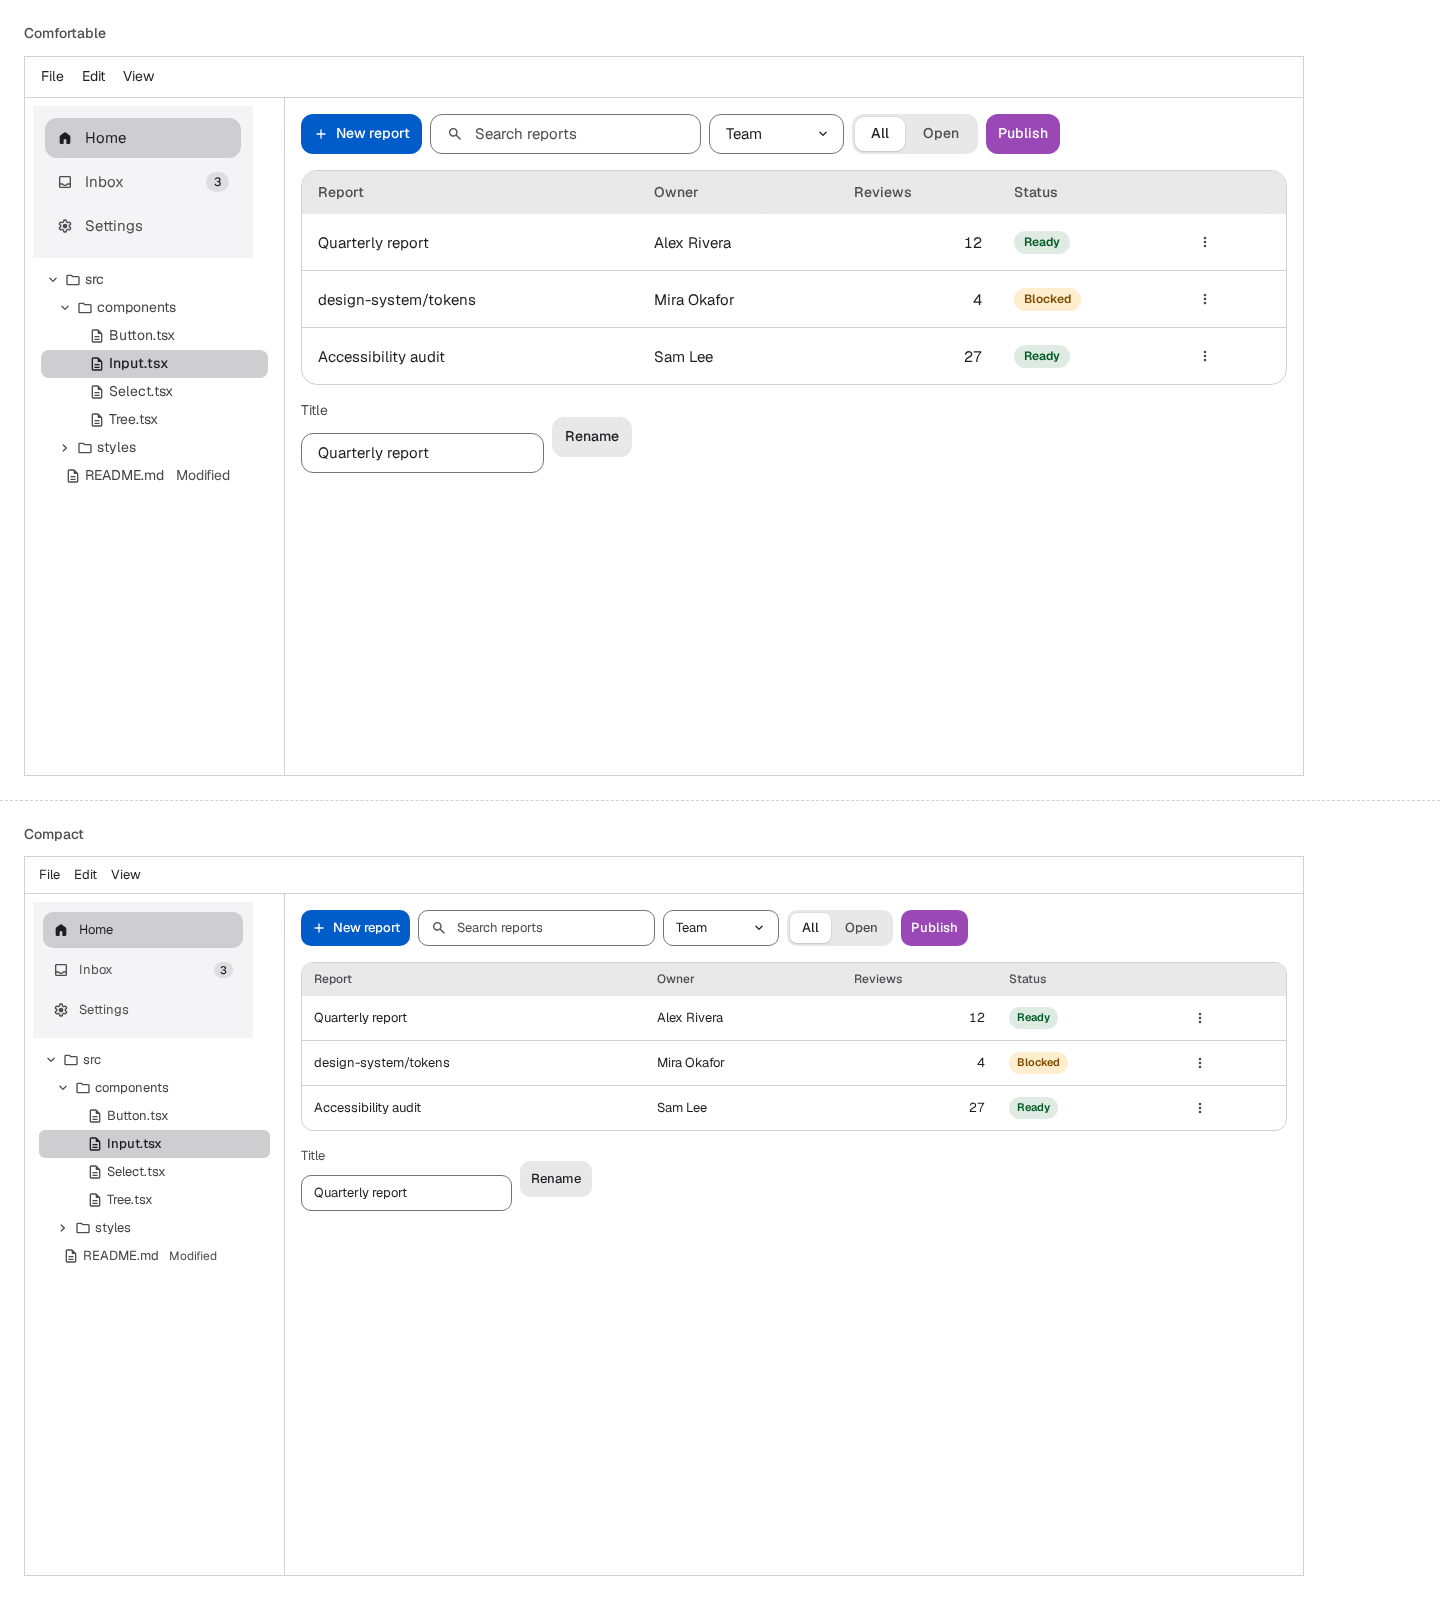 Comfortable
File Edit View
Home
Inbox 3
Settings
src
components
Button.tsx
Input.tsx
Select.tsx
Tree.tsx
styles
README.md Modified
New report Search reports Team All Open Publish
Report Owner Reviews Status
Quarterly report Alex Rivera 12 Ready
design-system/tokens Mira Okafor 4 Blocked
Accessibility audit Sam Lee 27 Ready
Title
Quarterly report Rename
Compact
File Edit View
Home
Inbox 3
Settings
src
components
Button.tsx
Input.tsx
Select.tsx
Tree.tsx
styles
README.md Modified
New report Search reports Team All Open Publish
Report Owner Reviews Status
Quarterly report Alex Rivera 12 Ready
design-system/tokens Mira Okafor 4 Blocked
Accessibility audit Sam Lee 27 Ready
Title
Quarterly report Rename